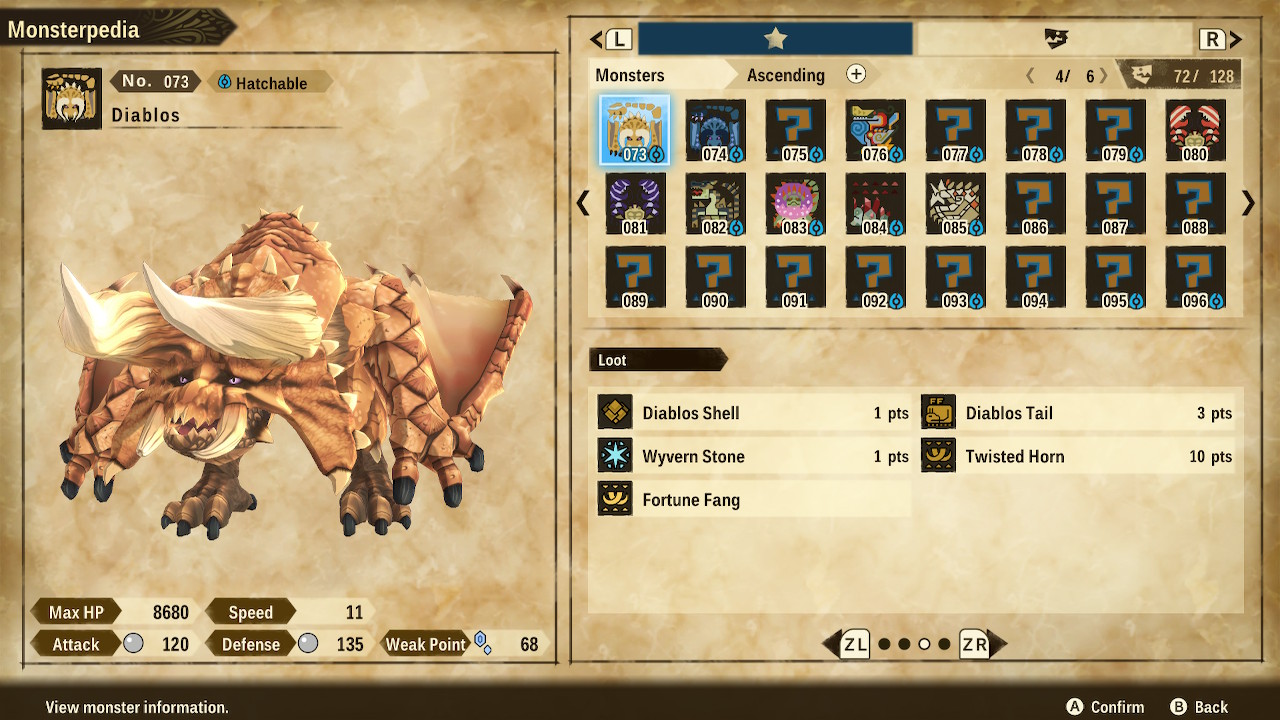 Monsterpedia
No. 073
Hatchable
Diablos
Max HP 8680
Speed 11
Attack 120
Defense 135
Weak Point 68
L
R
Monsters
Ascending
4/ 6
72/ 128
073 074 075 076 077 078 079 080
081 082 083 084 085 086 087 088
089 090 091 092 093 094 095 096
Loot
Diablos Shell 1 pts
Diablos Tail 3 pts
Wyvern Stone 1 pts
Twisted Horn 10 pts
Fortune Fang
ZL
ZR
View monster information.
A Confirm
B Back